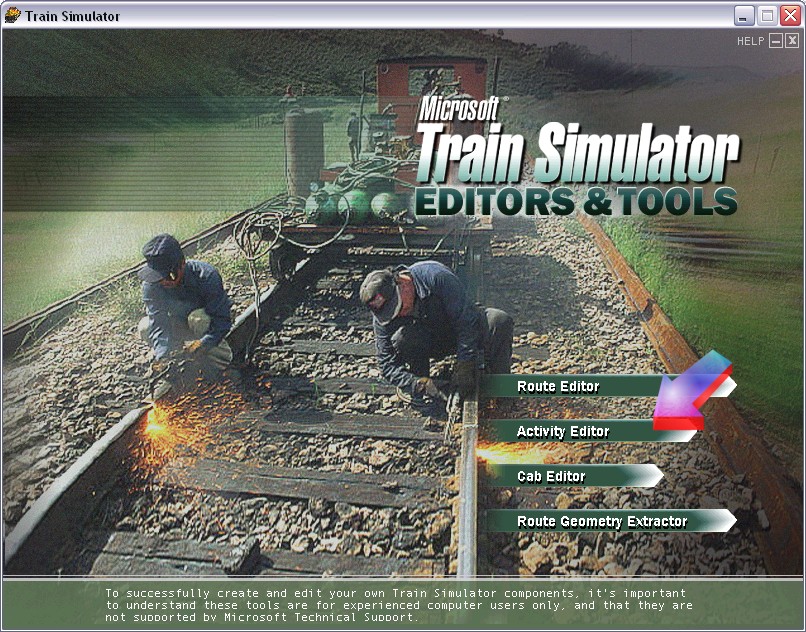 Train Simulator
HELP
Microsoft®
Train Simulator
EDITORS & TOOLS
Route Editor
Activity Editor
Cab Editor
Route Geometry Extractor
To successfully create and edit your own Train Simulator components, it's important
to understand these tools are for experienced computer users only, and that they are
not supported by Microsoft Technical Support.